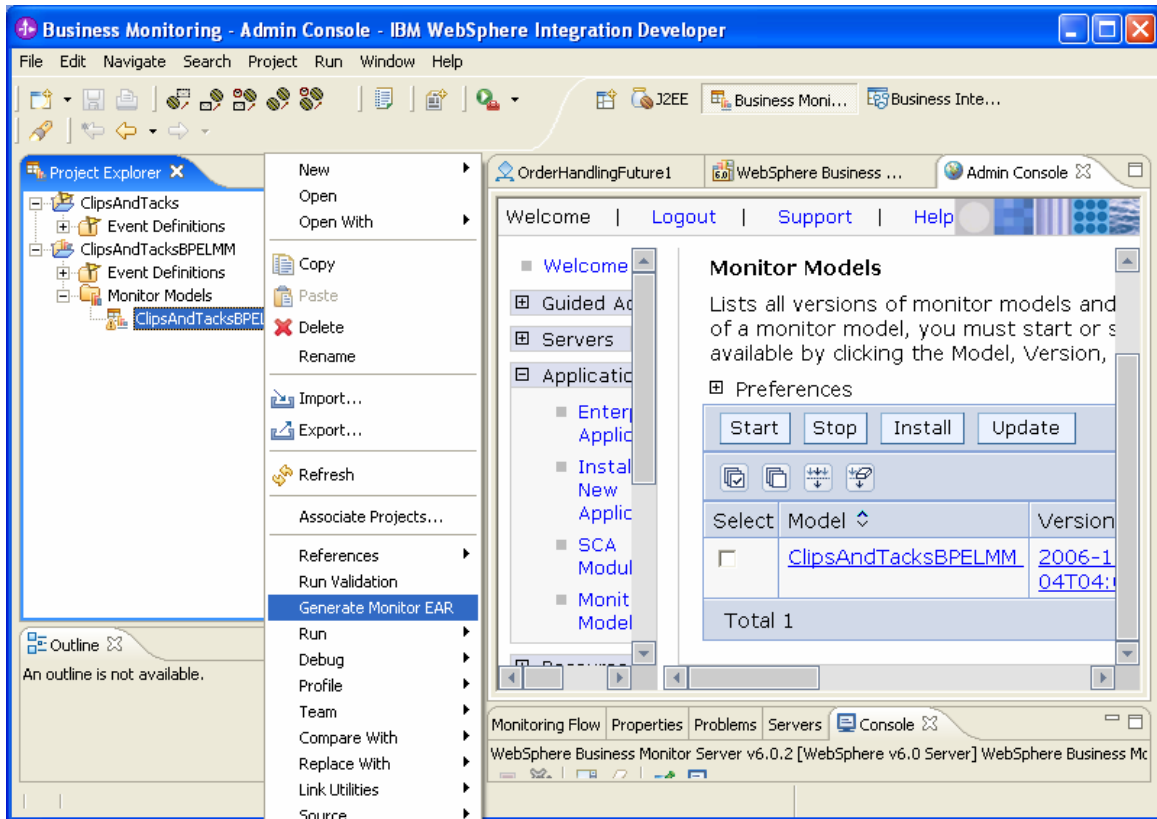 Business Monitoring - Admin Console - IBM WebSphere Integration Developer
File Edit Navigate Search Project Run Window Help
J2EE Business Moni... Business Inte...
Project Explorer
ClipsAndTacks
Event Definitions
ClipsAndTacksBPELMM
Event Definitions
Monitor Models
ClipsAndTacksBPEL
Outline
An outline is not available.
New
Open
Open With
Copy
Paste
Delete
Rename
Import...
Export...
Refresh
Associate Projects...
References
Run Validation
Generate Monitor EAR
Run
Debug
Profile
Team
Compare With
Replace With
Link Utilities
Source
OrderHandlingFuture1 WebSphere Business ... Admin Console
Welcome | Logout | Support | Help
Welcome
Guided Ac
Servers
Applicatio
Enter
Applic
Instal
New
Applic
SCA
Modul
Monit
Model
Resource
Monitor Models
Lists all versions of monitor models and
of a monitor model, you must start or s
available by clicking the Model, Version,
Preferences
Start Stop Install Update
Select Model Version
ClipsAndTacksBPELMM 2006-1
04T04:
Total 1
Monitoring Flow Properties Problems Servers Console
WebSphere Business Monitor Server v6.0.2 [WebSphere v6.0 Server] WebSphere Business Mc